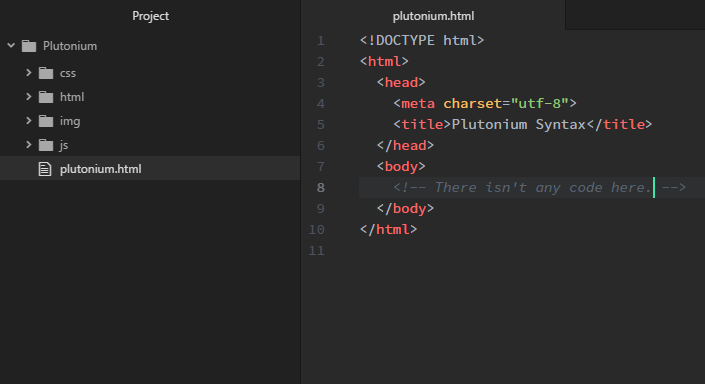 Project
Plutonium
css
html
img
js
plutonium.html
plutonium.html
1 <!DOCTYPE html>
2 <html>
3 <head>
4 <meta charset="utf-8">
5 <title>Plutonium Syntax</title>
6 </head>
7 <body>
8 <!-- There isn't any code here. -->
9 </body>
10 </html>
11